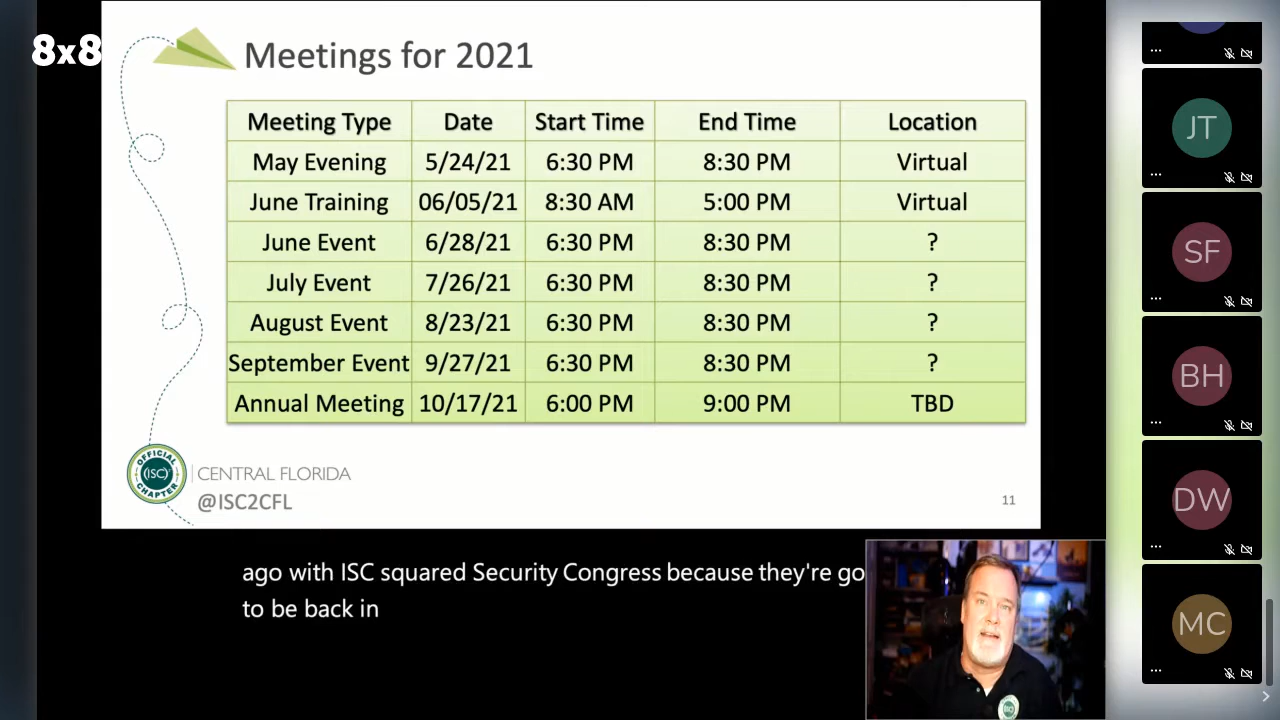 8x8
Meetings for 2021
Meeting Type Date Start Time End Time Location
May Evening 5/24/21 6:30 PM 8:30 PM Virtual
June Training 06/05/21 8:30 AM 5:00 PM Virtual
June Event 6/28/21 6:30 PM 8:30 PM ?
July Event 7/26/21 6:30 PM 8:30 PM ?
August Event 8/23/21 6:30 PM 8:30 PM ?
September Event 9/27/21 6:30 PM 8:30 PM ?
Annual Meeting 10/17/21 6:00 PM 9:00 PM TBD
OFFICIAL
(ISC)²
CHAPTER
CENTRAL FLORIDA
@ISC2CFL
11
ago with ISC squared Security Congress because they're go
to be back in
JT
SF
BH
DW
MC